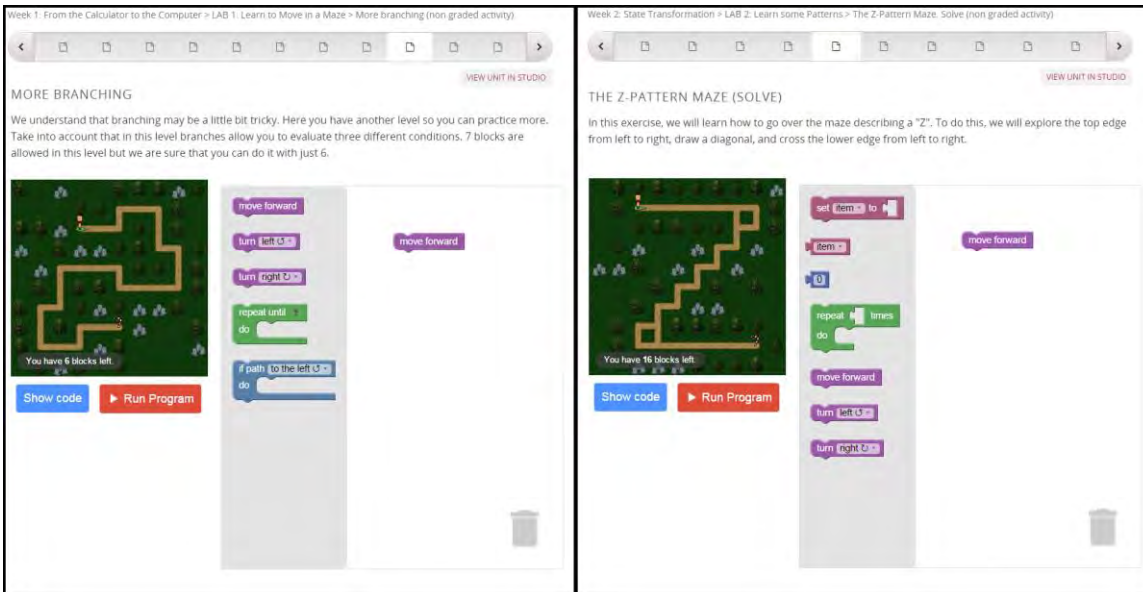 Week 1: From the Calculator to the Computer > LAB 1. Learn to Move in a Maze > More branching (non graded activity)
VIEW UNIT IN STUDIO
MORE BRANCHING
We understand that branching may be a little bit tricky. Here you have another level so you can practice more.
Take into account that in this level branches allow you to evaluate three different conditions. 7 blocks are
allowed in this level but we are sure that you can do it with just 6.
move forward
turn left ↺
turn right ↻
repeat until
do
if path to the left ↺
do
move forward
You have 6 blocks left.
Show code
Run Program
Week 2: State Transformation > LAB 2: Learn some Patterns > The Z-Pattern Maze. Solve (non graded activity)
VIEW UNIT IN STUDIO
THE Z-PATTERN MAZE (SOLVE)
In this exercise, we will learn how to go over the maze describing a "Z". To do this, we will explore the top edge
from left to right, draw a diagonal, and cross the lower edge from left to right.
set item to
item
0
repeat times
do
move forward
turn left ↺
turn right ↻
move forward
You have 16 blocks left.
Show code
Run Program